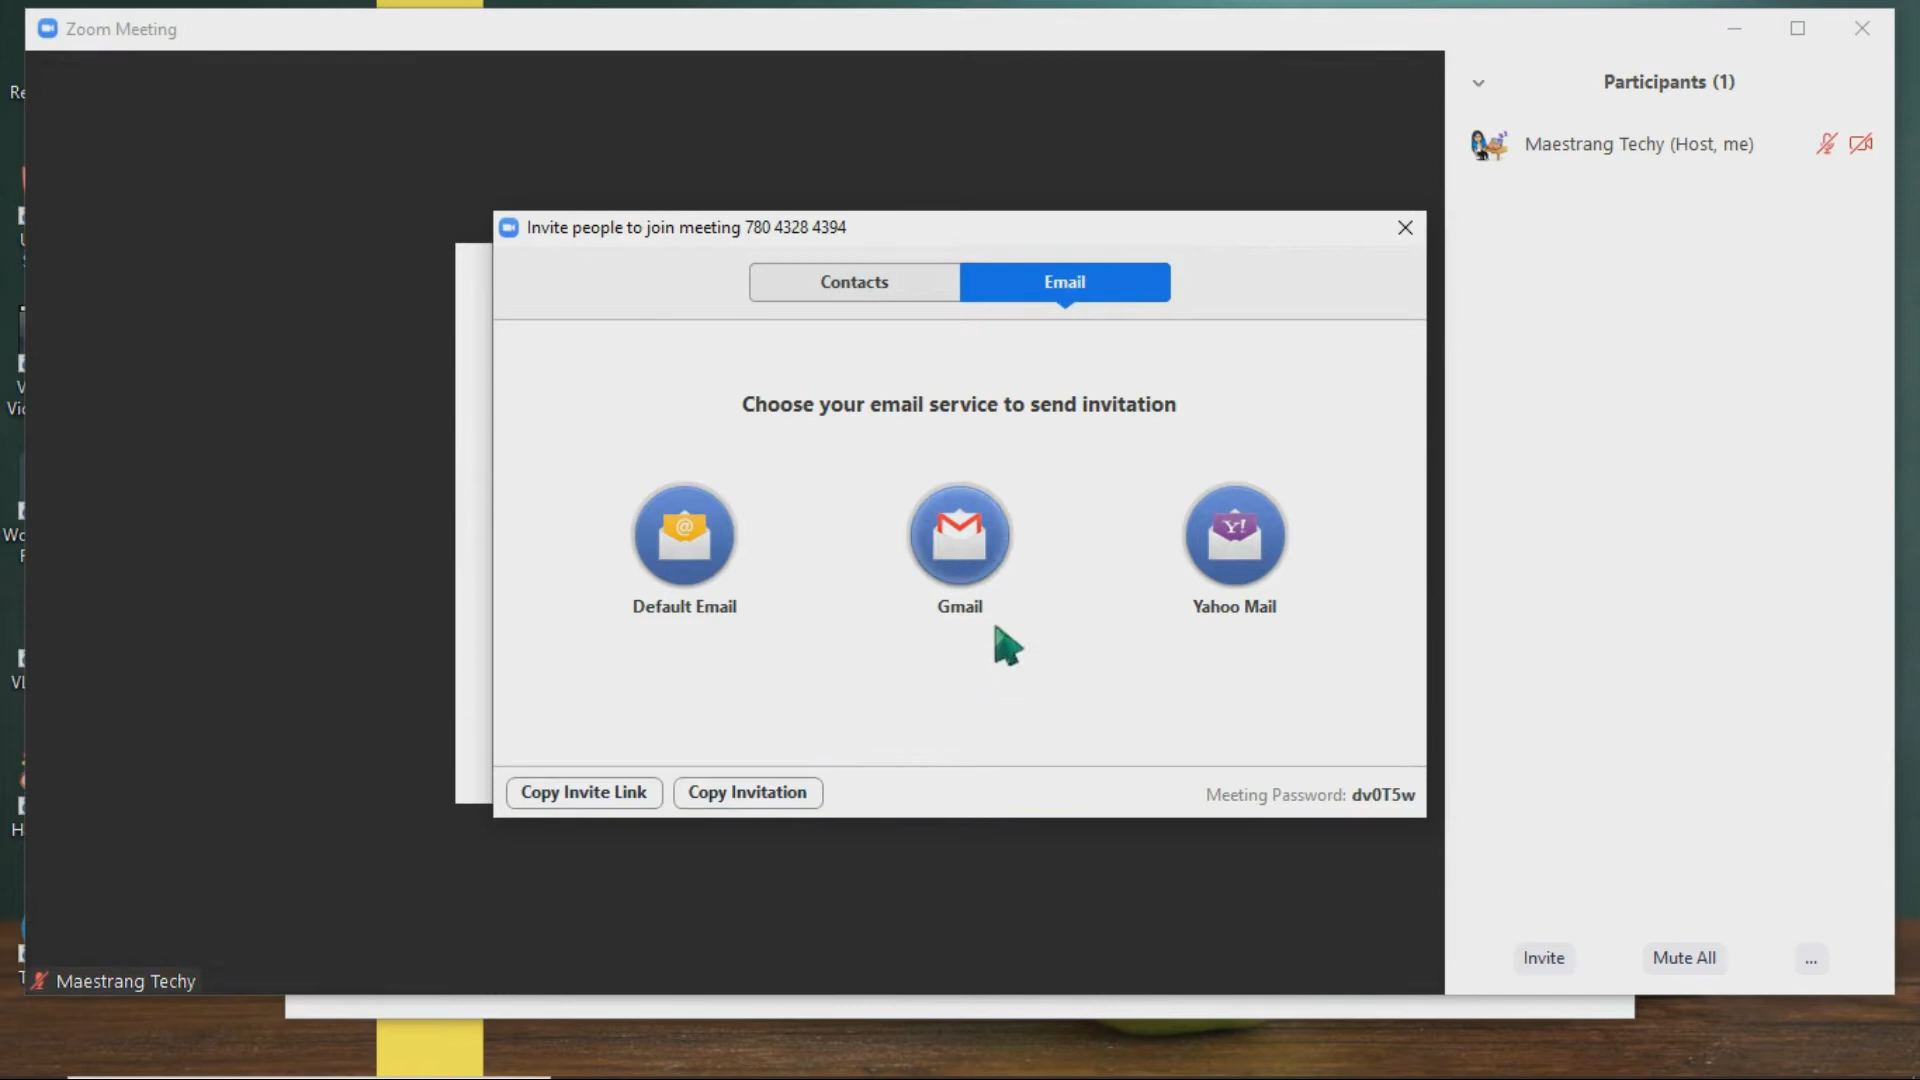 Zoom Meeting
Participants (1)
Maestrang Techy (Host, me)
Invite people to join meeting 780 4328 4394
Contacts
Email
Choose your email service to send invitation
@
Y!
Default Email
Gmail
Yahoo Mail
Copy Invite Link
Copy Invitation
Meeting Password: dv0T5w
Invite
Mute All
...
Maestrang Techy